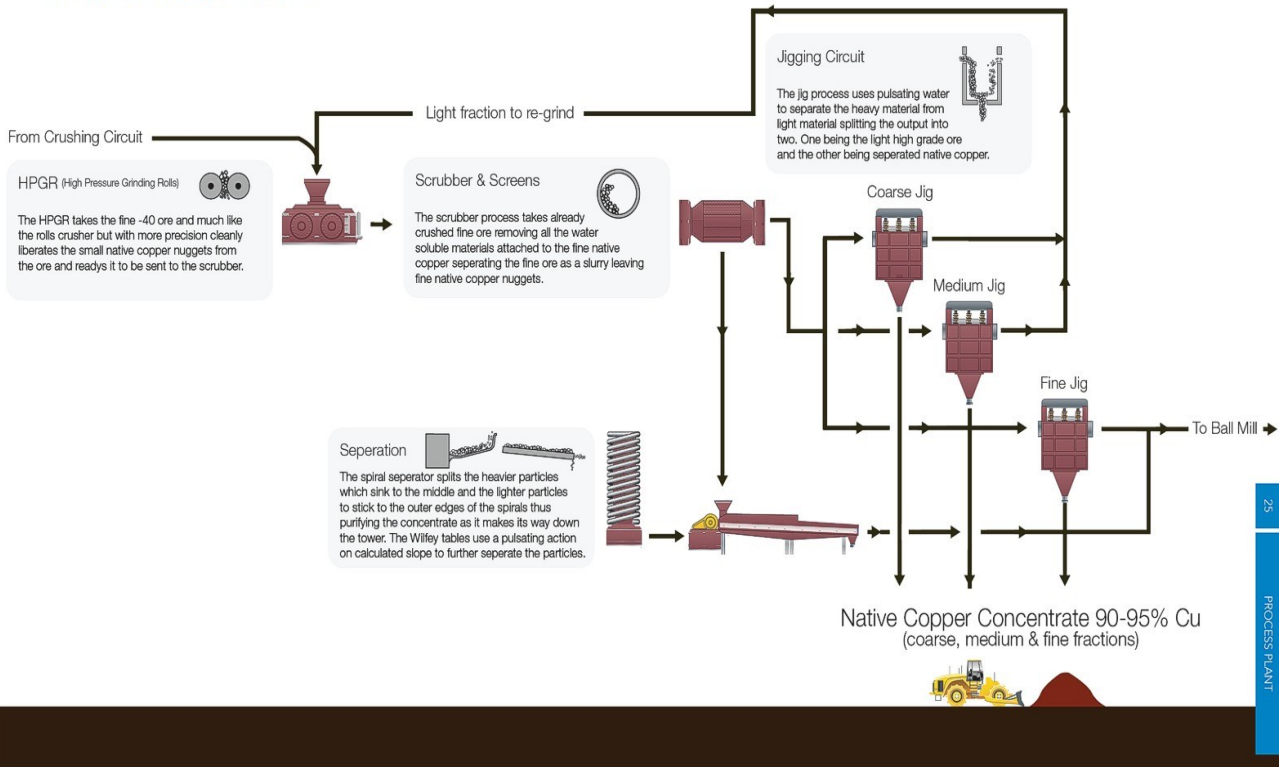 Jigging Circuit
The jig process uses pulsating water
to separate the heavy material from
light material splitting the output into
two. One being the light high grade ore
and the other being seperated native copper.
Light fraction to re-grind
From Crushing Circuit
HPGR (High Pressure Grinding Rolls)
The HPGR takes the fine -40 ore and much like
the rolls crusher but with more precision cleanly
liberates the small native copper nuggets from
the ore and readys it to be sent to the scrubber.
Scrubber & Screens
The scrubber process takes already
crushed fine ore removing all the water
soluble materials attached to the fine native
copper seperating the fine ore as a slurry leaving
fine native copper nuggets.
Coarse Jig
Medium Jig
Fine Jig
To Ball Mill
Seperation
The spiral seperator splits the heavier particles
which sink to the middle and the lighter particles
to stick to the outer edges of the spirals thus
purifying the concentrate as it makes its way down
the tower. The Wilfey tables use a pulsating action
on calculated slope to further seperate the particles.
Native Copper Concentrate 90-95% Cu
(coarse, medium & fine fractions)
25
PROCESS PLANT